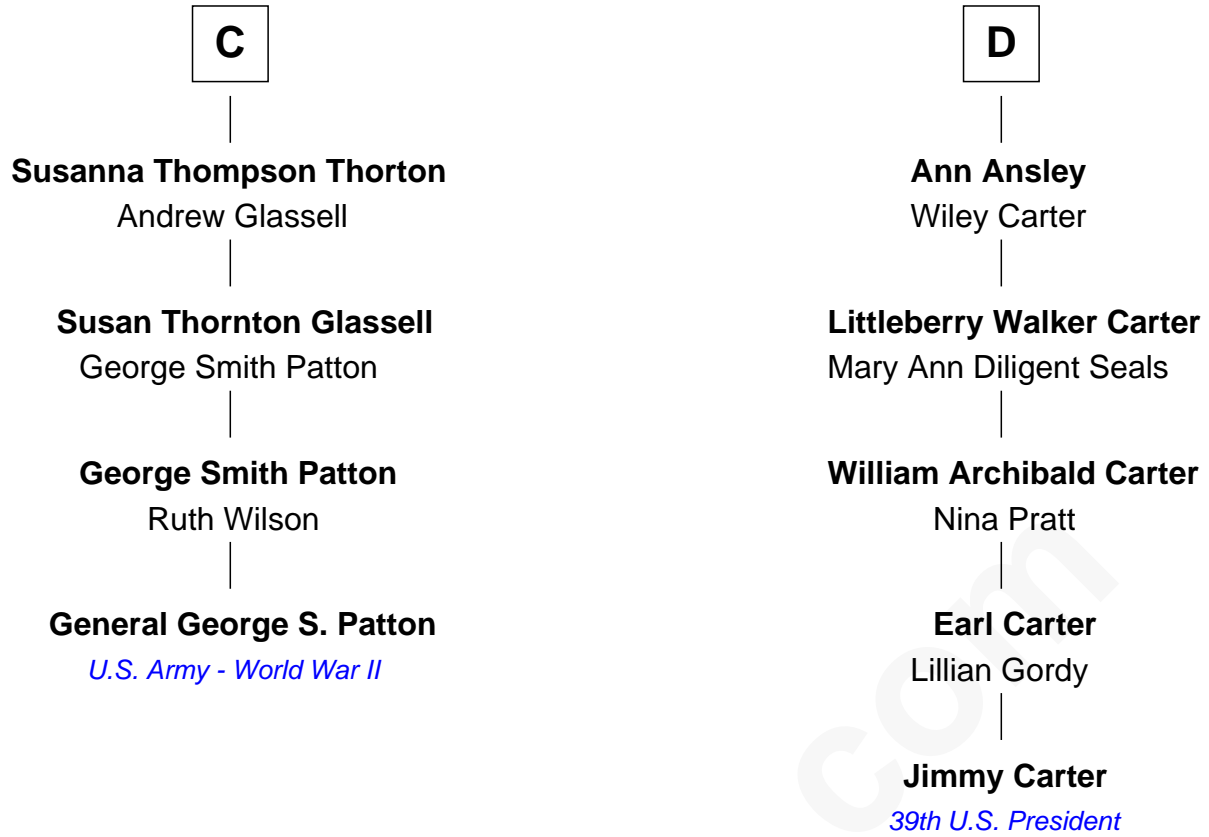 C
Susanna Thompson Thorton
Andrew Glassell
Susan Thornton Glassell
George Smith Patton
George Smith Patton
Ruth Wilson
General George S. Patton
U.S. Army - World War II
D
Ann Ansley
Wiley Carter
Littleberry Walker Carter
Mary Ann Diligent Seals
William Archibald Carter
Nina Pratt
Earl Carter
Lillian Gordy
Jimmy Carter
39th U.S. President
com